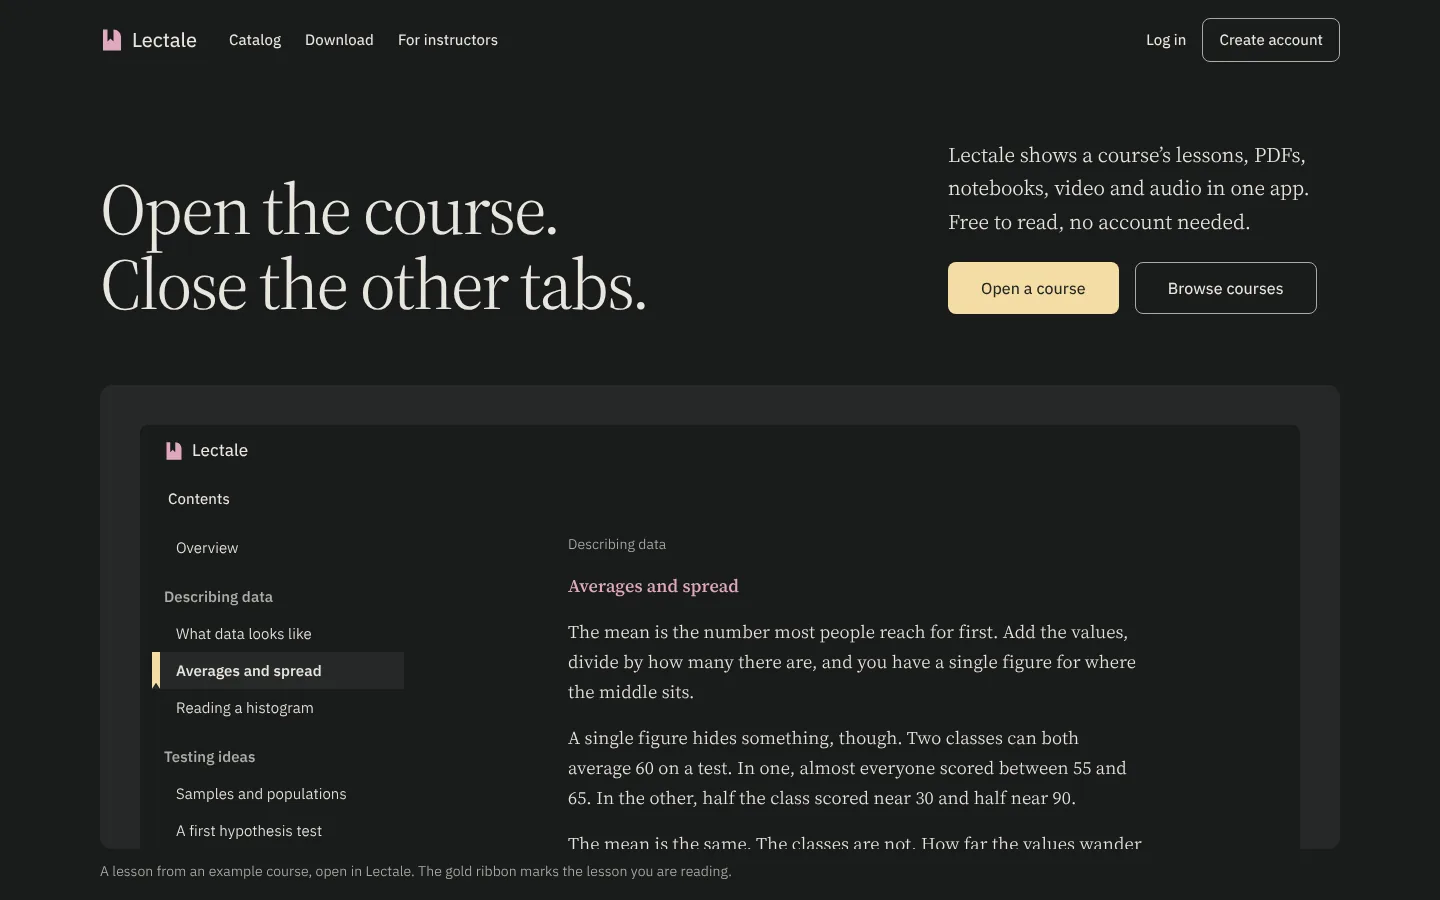 Lectale
Catalog
Download
For instructors
Log in
Create account
Open the course.
Close the other tabs.
Lectale shows a course’s lessons, PDFs,
notebooks, video and audio in one app.
Free to read, no account needed.
Open a course
Browse courses
Lectale
Contents
Overview
Describing data
What data looks like
Averages and spread
Reading a histogram
Testing ideas
Samples and populations
A first hypothesis test
Describing data
Averages and spread
The mean is the number most people reach for first. Add the values,
divide by how many there are, and you have a single figure for where
the middle sits.
A single figure hides something, though. Two classes can both
average 60 on a test. In one, almost everyone scored between 55 and
65. In the other, half the class scored near 30 and half near 90.
The mean is the same. The classes are not. How far the values wander
A lesson from an example course, open in Lectale. The gold ribbon marks the lesson you are reading.